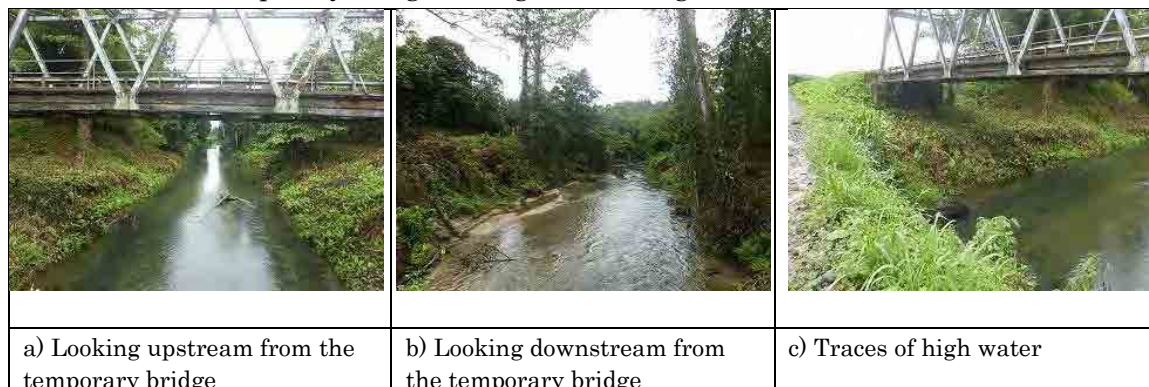 a) Looking upstream from the
temporary bridge
b) Looking downstream from
the temporary bridge
c) Traces of high water